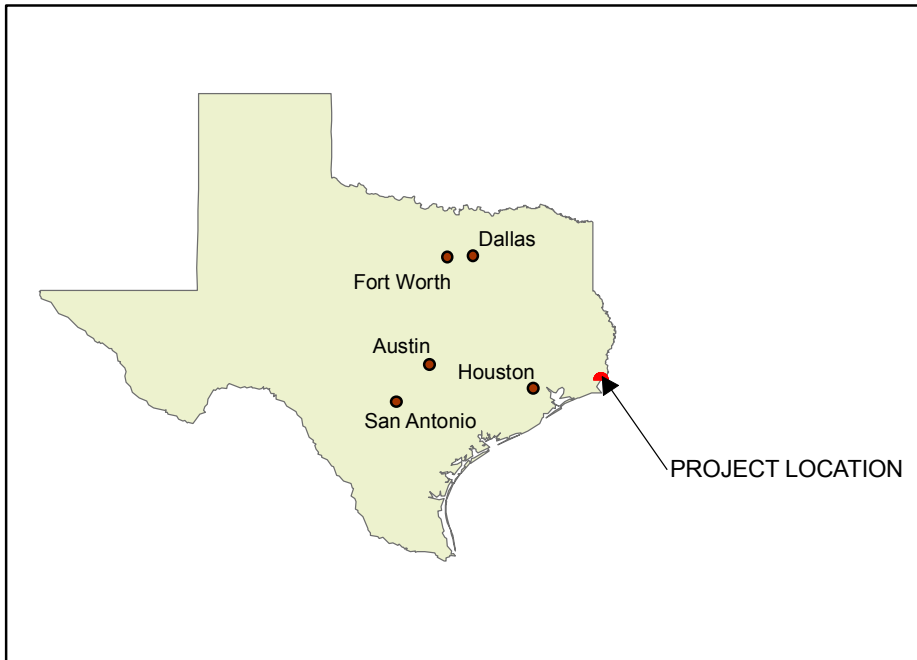 Dallas
Fort Worth
Austin
Houston
San Antonio
PROJECT LOCATION